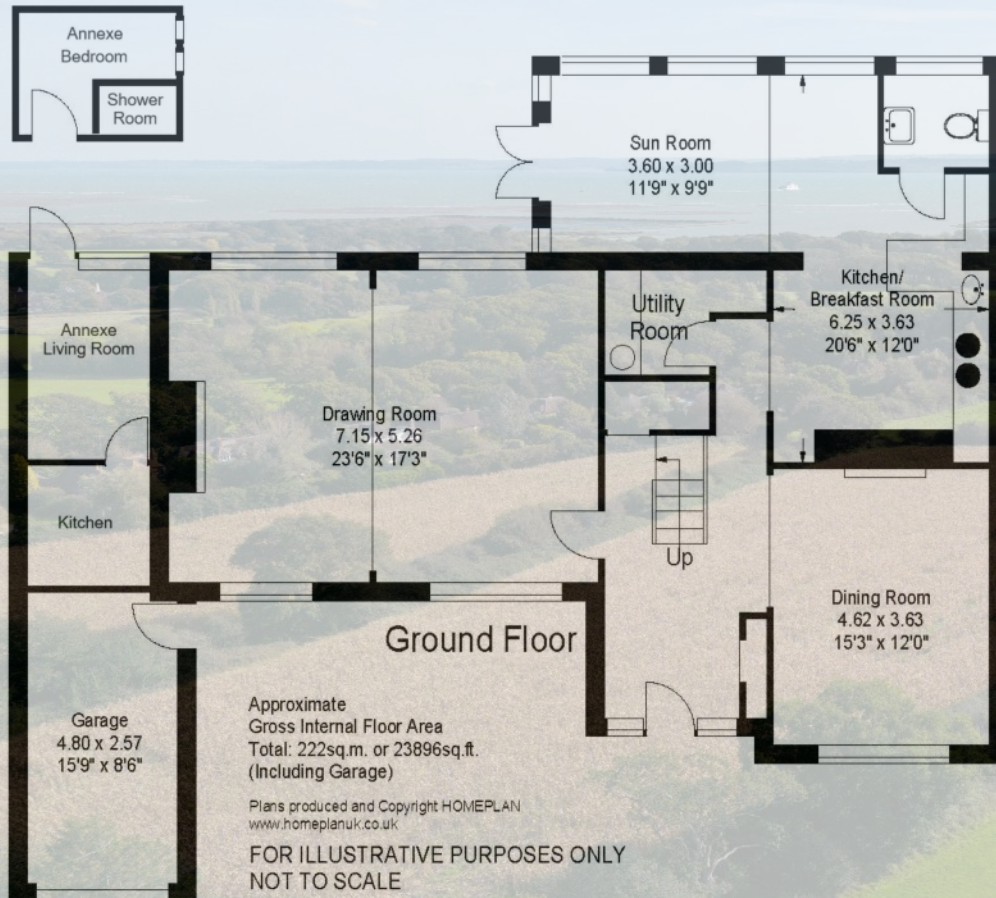 Annexe
Bedroom
Shower
Room
Sun Room
3.60 x 3.00
11'9" x 9'9"
Kitchen/
Breakfast Room
6.25 x 3.63
20'6" x 12'0"
Utility
Room
Annexe
Living Room
Drawing Room
7.15 x 5.26
23'6" x 17'3"
Kitchen
Up
Dining Room
4.62 x 3.63
15'3" x 12'0"
Ground Floor
Garage
4.80 x 2.57
15'9" x 8'6"
Approximate
Gross Internal Floor Area
Total: 222sq.m. or 23896sq.ft.
(Including Garage)
Plans produced and Copyright HOMEPLAN
www.homeplanuk.co.uk
FOR ILLUSTRATIVE PURPOSES ONLY
NOT TO SCALE